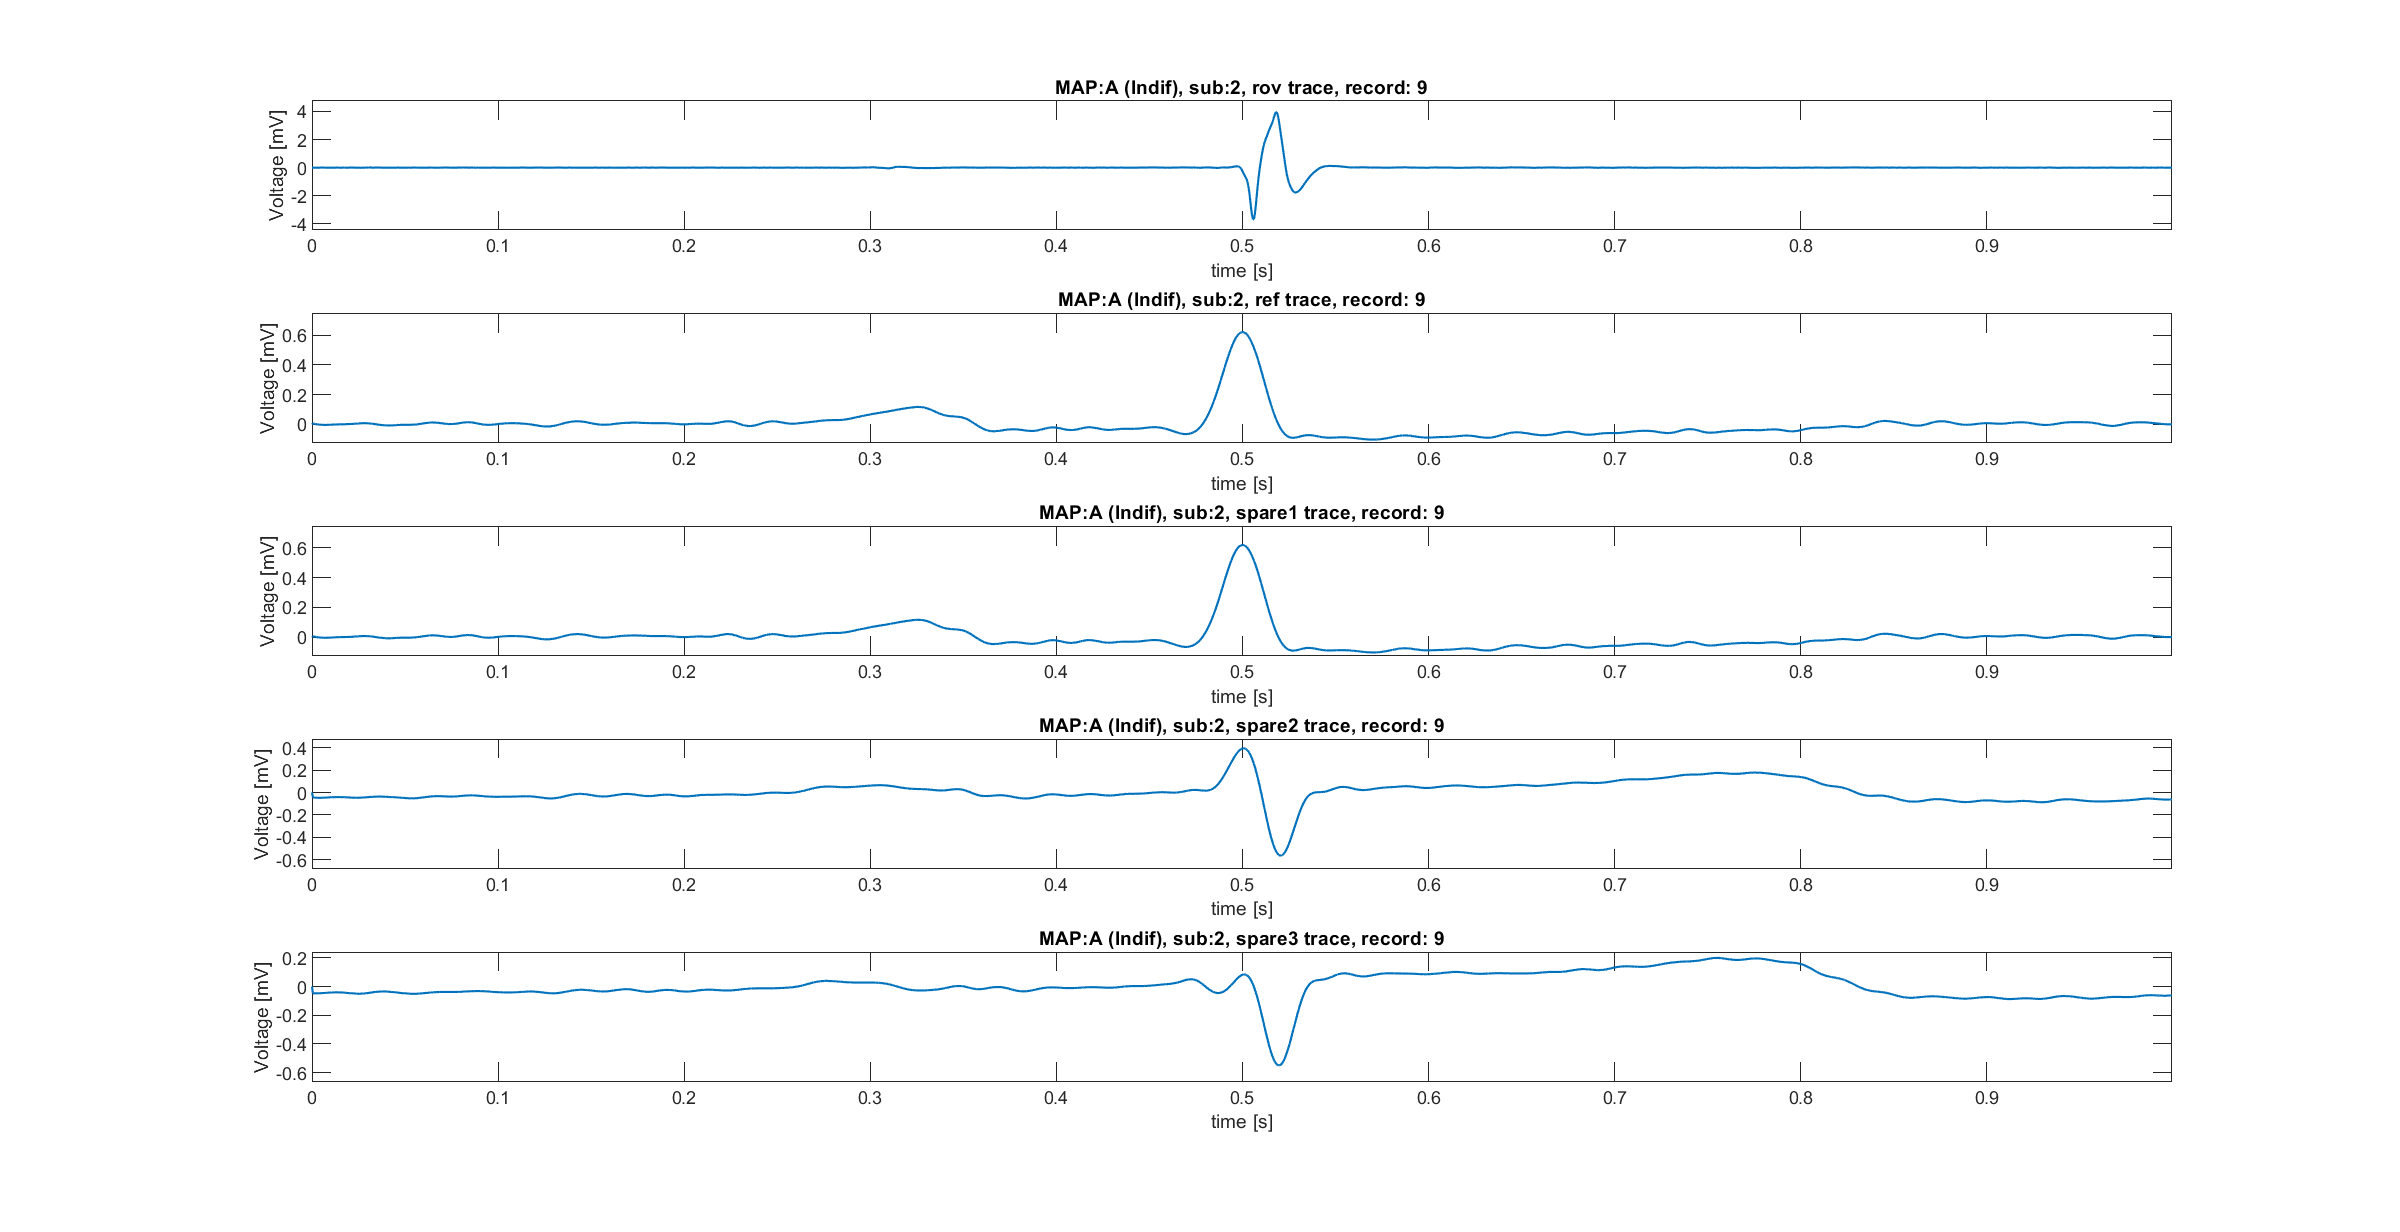 MAP:A (Indif), sub:2, rov trace, record: 9
Voltage [mV]
4
2
0
-2
-4
0 0.1 0.2 0.3 0.4 0.5 0.6 0.7 0.8 0.9
time [s]
MAP:A (Indif), sub:2, ref trace, record: 9
Voltage [mV]
0.6
0.4
0.2
0
0 0.1 0.2 0.3 0.4 0.5 0.6 0.7 0.8 0.9
time [s]
MAP:A (Indif), sub:2, spare1 trace, record: 9
Voltage [mV]
0.6
0.4
0.2
0
0 0.1 0.2 0.3 0.4 0.5 0.6 0.7 0.8 0.9
time [s]
MAP:A (Indif), sub:2, spare2 trace, record: 9
Voltage [mV]
0.4
0.2
0
-0.2
-0.4
-0.6
0 0.1 0.2 0.3 0.4 0.5 0.6 0.7 0.8 0.9
time [s]
MAP:A (Indif), sub:2, spare3 trace, record: 9
Voltage [mV]
0.2
0
-0.2
-0.4
-0.6
0 0.1 0.2 0.3 0.4 0.5 0.6 0.7 0.8 0.9
time [s]